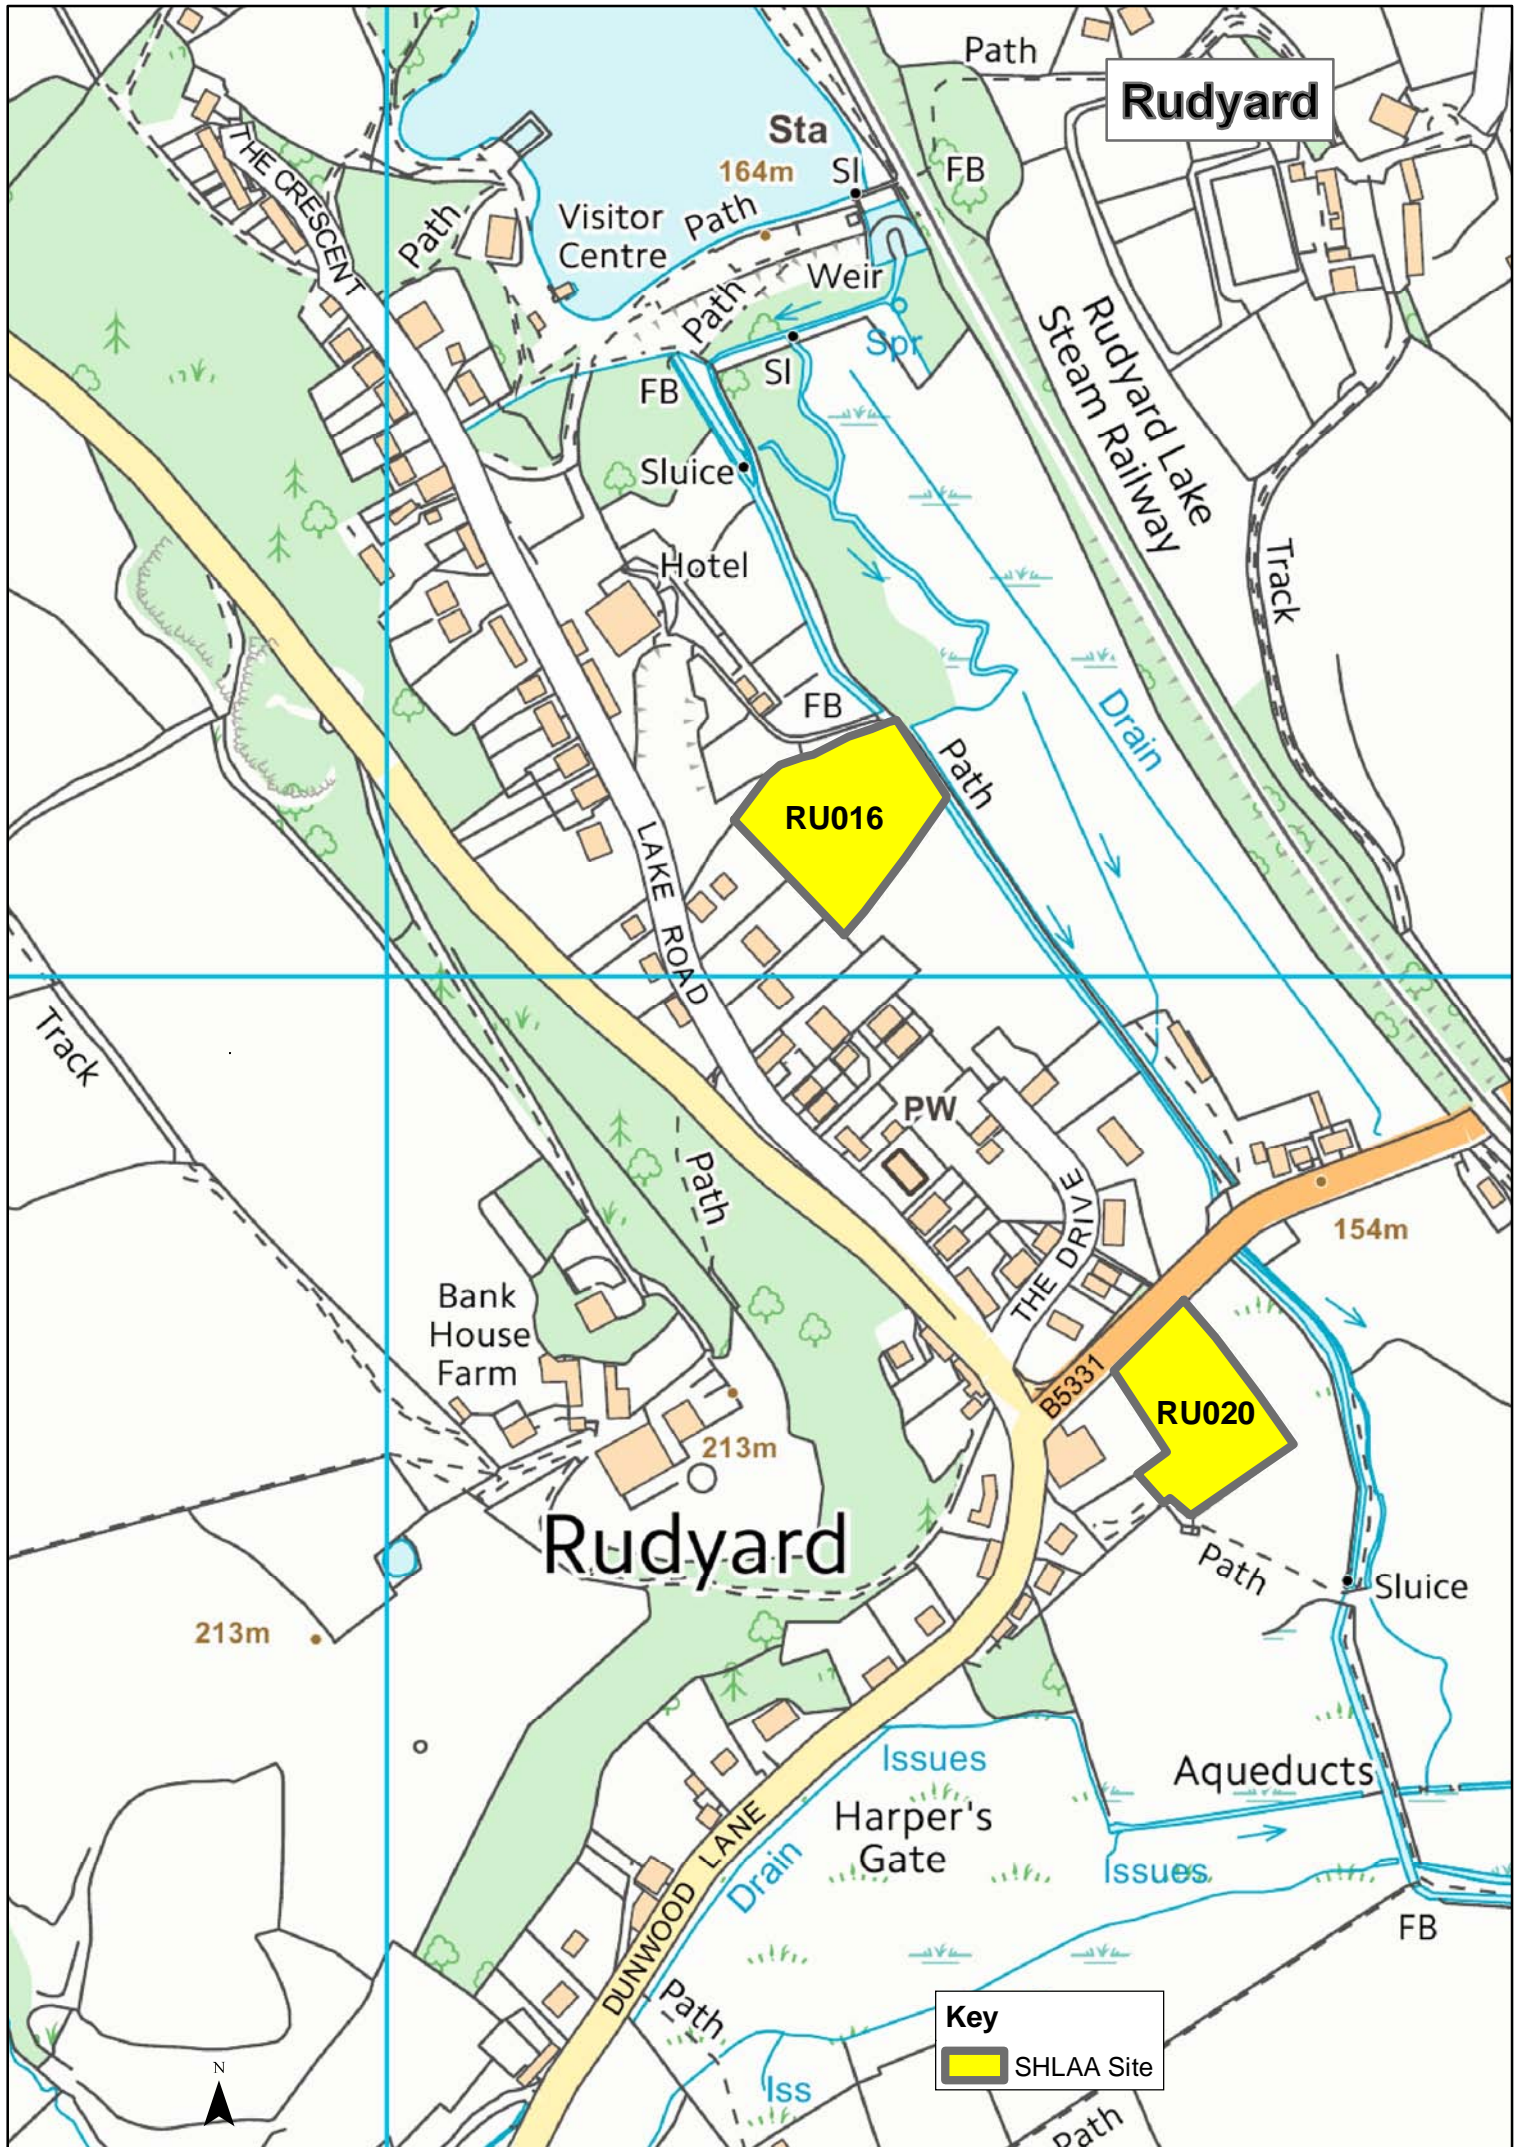 Path
Rudyard
Sta
164m
Sl
FB
THE CRESCENT
Path
Visitor
Centre
Path
Weir
Path
Spr
Sl
FB
Rudyard Lake
Steam Railway
Sluice
Hotel
Track
FB
Drain
Path
RU016
LAKE ROAD
Track
PW
Path
THE DRIVE
154m
Bank
House
Farm
B5331
RU020
213m
Rudyard
Path
Sluice
213m
Issues
Aqueducts
Harper's
Gate
Drain
Issues
DUNWOOD LANE
FB
Path
Key
SHLAA Site
N
Iss
Path